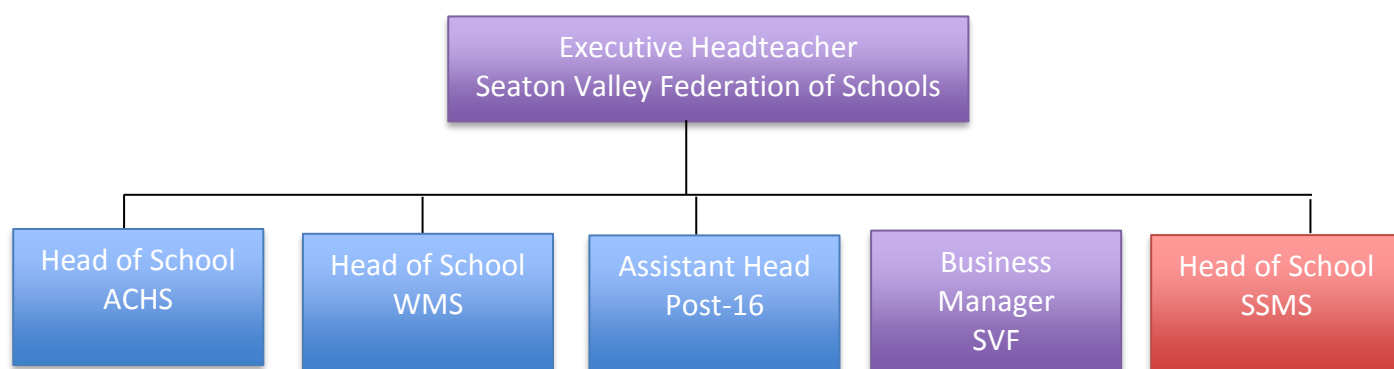 Executive Headteacher
Seaton Valley Federation of Schools
Head of School
ACHS
Head of School
WMS
Assistant Head
Post-16
Business
Manager
SVF
Head of School
SSMS